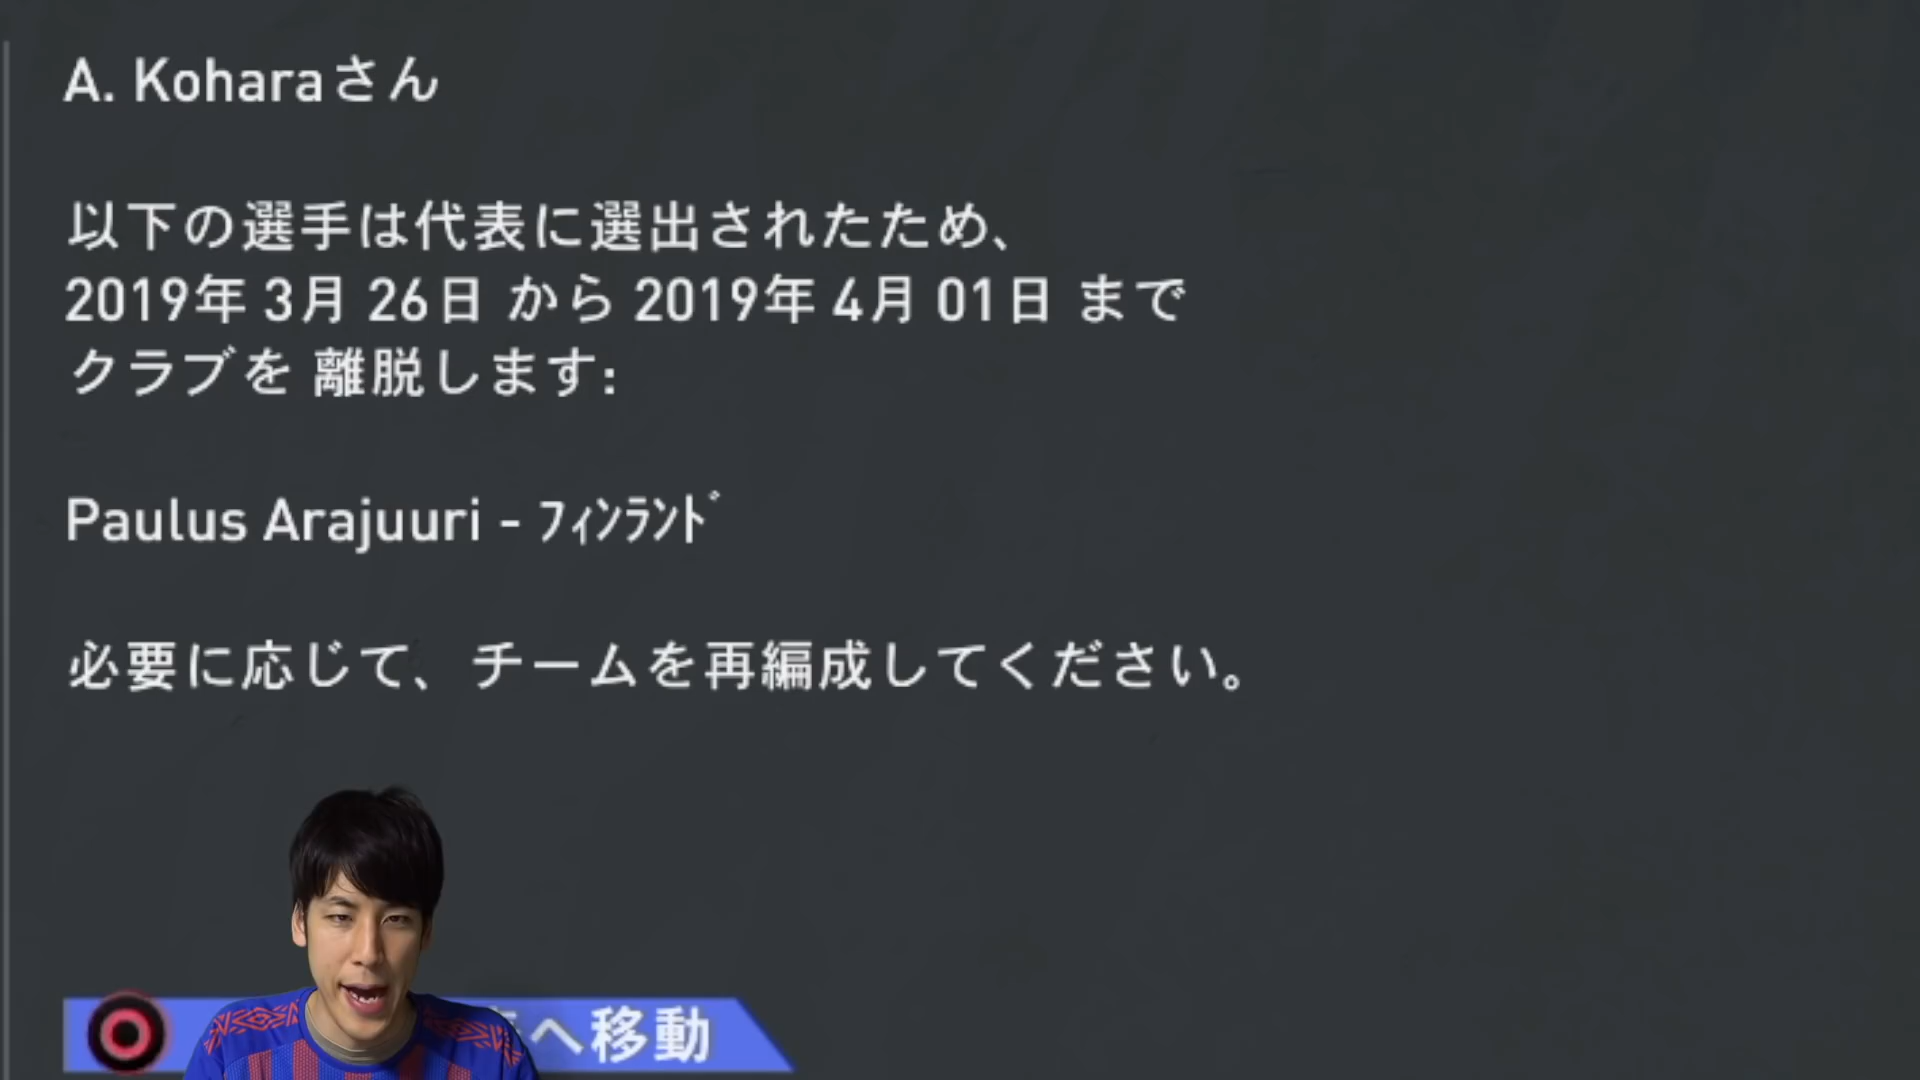 A. Koharaさん
以下の選手は代表に選出されたため、
2019年 3月 26日 から 2019年 4月 01日 まで
クラブを 離脱します:
Paulus Arajuuri - ﾌｨﾝﾗﾝﾄﾞ
必要に応じて、チームを再編成してください。
へ移動